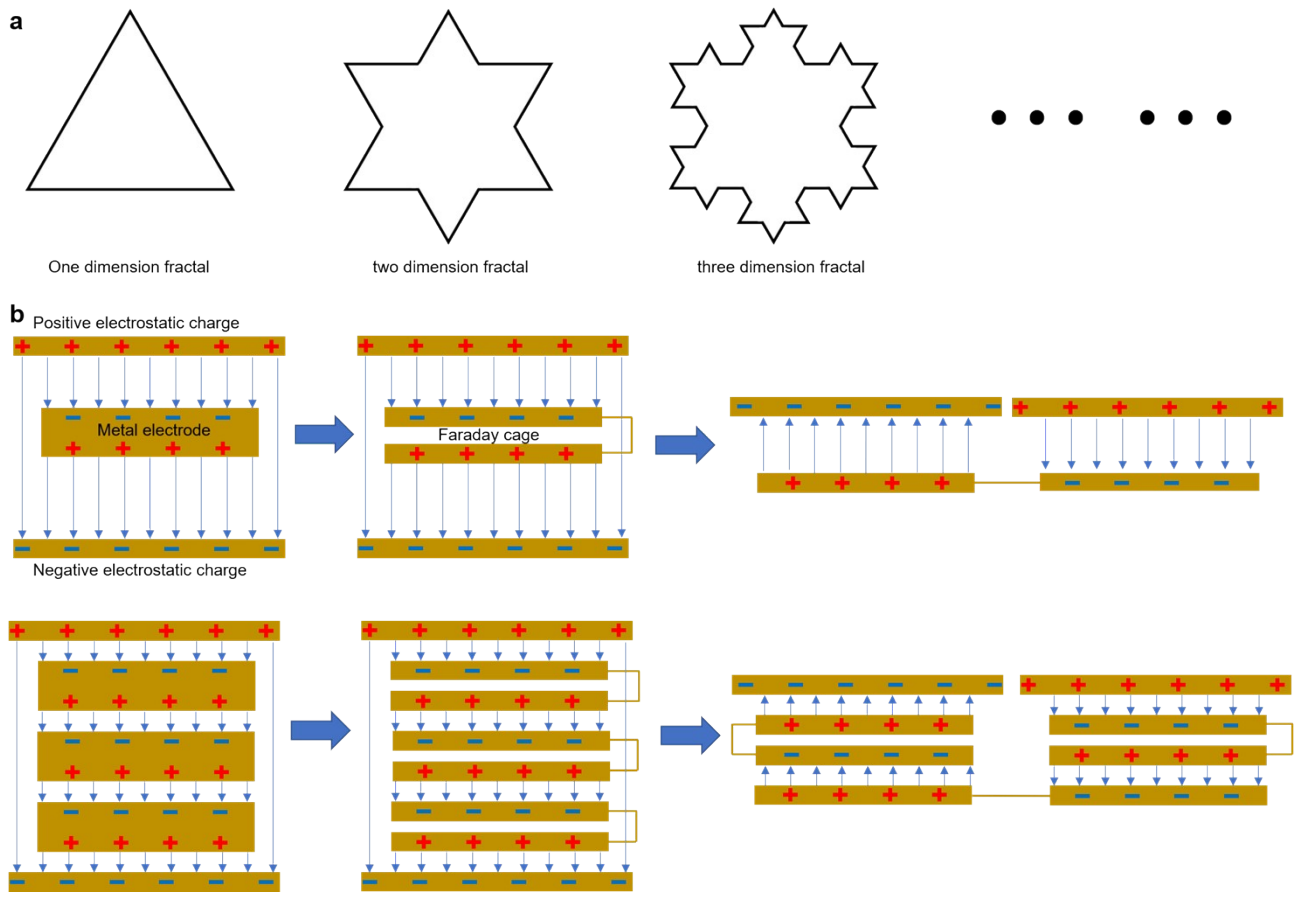 a
One dimension fractal
two dimension fractal
three dimension fractal
b
Positive electrostatic charge
Metal electrode
Faraday cage
Negative electrostatic charge